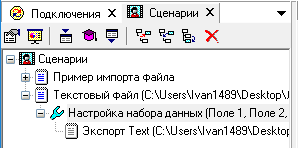 Подключения Сценарии
Сценарии
Пример импорта файла
Текстовый файл (C:\Users\Ivan1489\Desktop\
Настройка набора данных (Поле 1, Поле 2,
Экспорт Text (C:\Users\Ivan1489\Desktop